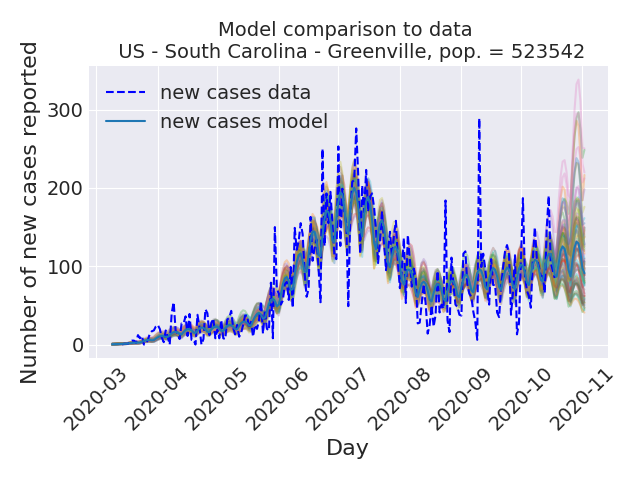 Model comparison to data
US - South Carolina - Greenville, pop. = 523542
Number of new cases reported
300
200
100
0
new cases data
new cases model
2020-03
2020-04
2020-05
2020-06
2020-07
2020-08
2020-09
2020-10
2020-11
Day